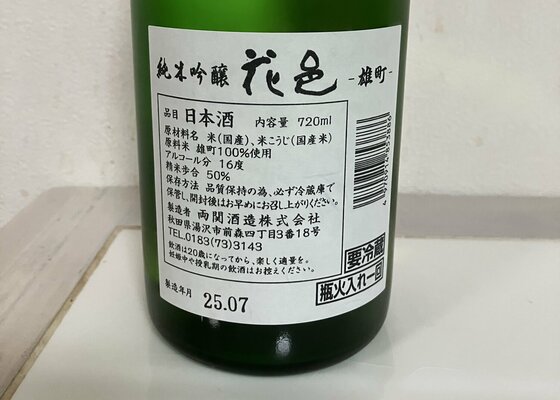 純米吟醸 花邑 -雄町-
品目 日本酒 内容量 720ml
原材料名 米(国産)、米こうじ(国産米)
原料米 雄町100%使用
アルコール分 16度
精米歩合 50%
保存方法 品質保持の為、必ず冷蔵庫で
保管し、開封後はお早めにお召し上がりください。
製造者 両関酒造株式会社
秋田県湯沢市前森四丁目3番18号
TEL.0183(73)3143
飲酒は20歳になってから、楽しく適量を。
妊娠中や授乳期の飲酒はお控えください。
要冷蔵
瓶火入れ一回
製造年月 25.07